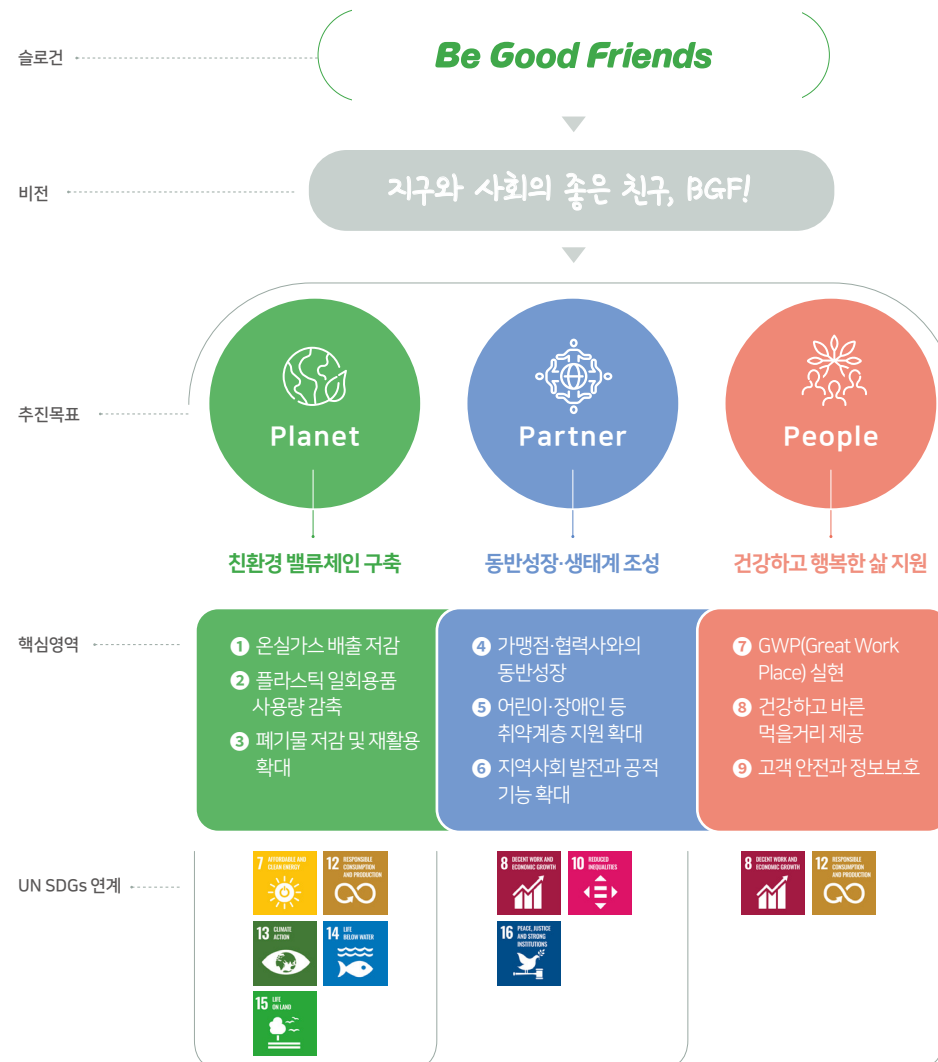 슬로건
Be Good Friends
비전
지구와 사회의 좋은 친구, BGF!
추진목표
Planet
Partner
People
친환경 밸류체인 구축
동반성장·생태계 조성
건강하고 행복한 삶 지원
핵심영역
1 온실가스 배출 저감
2 플라스틱 일회용품
사용량 감축
3 폐기물 저감 및 재활용
확대
4 가맹점·협력사와의
동반성장
5 어린이·장애인 등
취약계층 지원 확대
6 지역사회 발전과 공적
기능 확대
7 GWP(Great Work
Place) 실현
8 건강하고 바른
먹을거리 제공
9 고객 안전과 정보보호
UN SDGs 연계
7 AFFORDABLE AND
CLEAN ENERGY
12 RESPONSIBLE
CONSUMPTION
AND PRODUCTION
13 CLIMATE
ACTION
14 LIFE
BELOW WATER
15 LIFE
ON LAND
8 DECENT WORK AND
ECONOMIC GROWTH
10 REDUCED
INEQUALITIES
16 PEACE, JUSTICE
AND STRONG
INSTITUTIONS
8 DECENT WORK AND
ECONOMIC GROWTH
12 RESPONSIBLE
CONSUMPTION
AND PRODUCTION